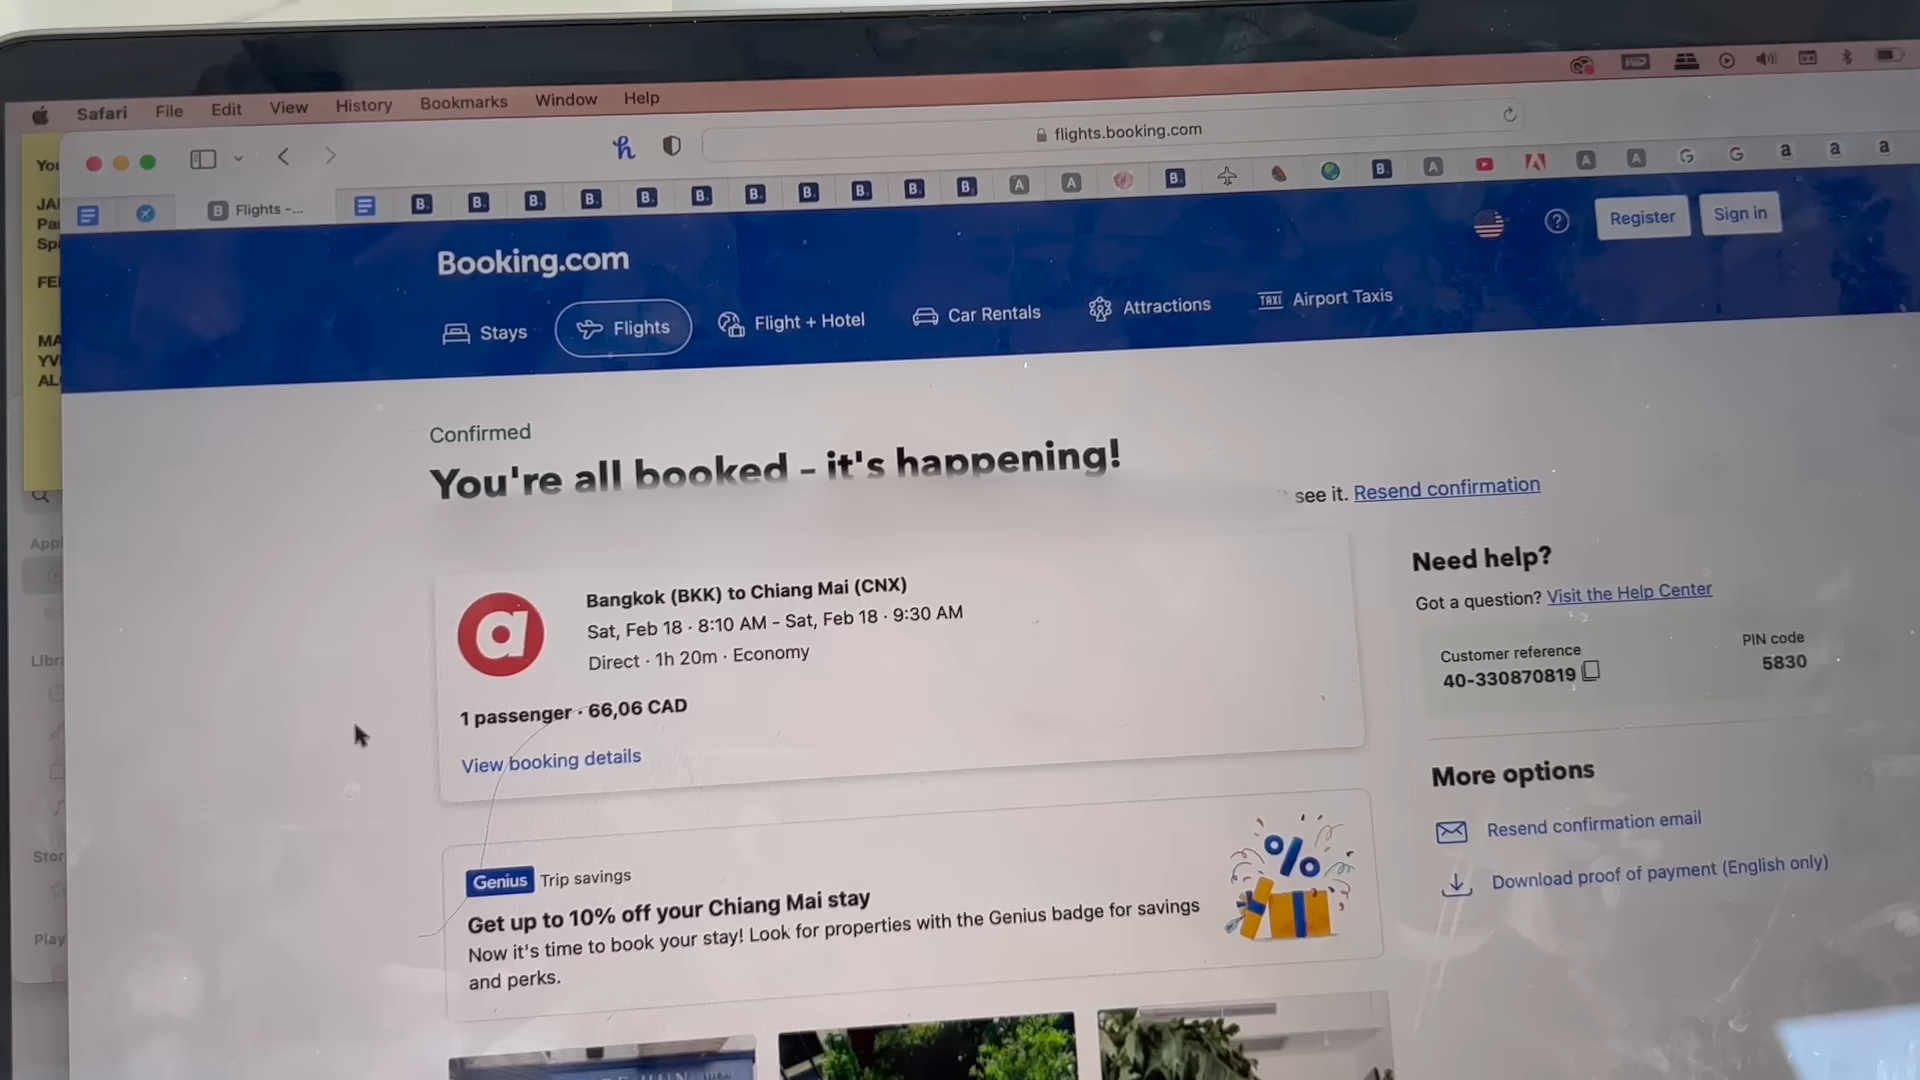 Safari File Edit View History Bookmarks Window Help
flights.booking.com
Flights -...
Register
Sign in
Booking.com
Stays
Flights
Flight + Hotel
Car Rentals
Attractions
TAXI
Airport Taxis
Confirmed
You're all booked - it's happening!
see it. Resend confirmation
Bangkok (BKK) to Chiang Mai (CNX)
Sat, Feb 18 · 8:10 AM - Sat, Feb 18 · 9:30 AM
Direct · 1h 20m · Economy
1 passenger · 66,06 CAD
View booking details
Need help?
Got a question? Visit the Help Center
Customer reference
40-330870819
PIN code
5830
More options
Resend confirmation email
Download proof of payment (English only)
Genius Trip savings
Get up to 10% off your Chiang Mai stay
Now it's time to book your stay! Look for properties with the Genius badge for savings
and perks.